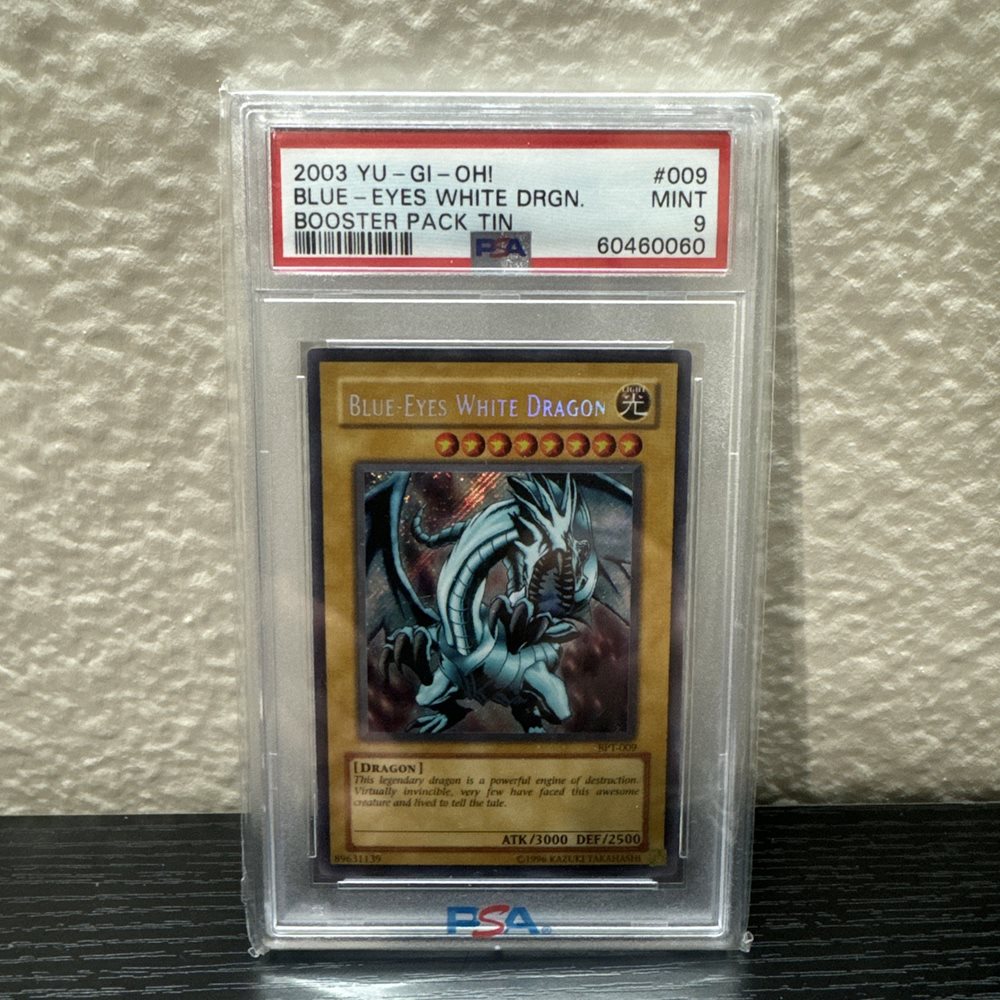 2003 YU-GI-OH! #009
BLUE-EYES WHITE DRGN. MINT
BOOSTER PACK TIN 9
PSA 60460060
BLUE-EYES WHITE DRAGON
LIGHT
光
BPT-009
[DRAGON]
This legendary dragon is a powerful engine of destruction.
Virtually invincible, very few have faced this awesome
creature and lived to tell the tale.
ATK/3000 DEF/2500
89631139 ©1996 KAZUKI TAKAHASHI
PSA®